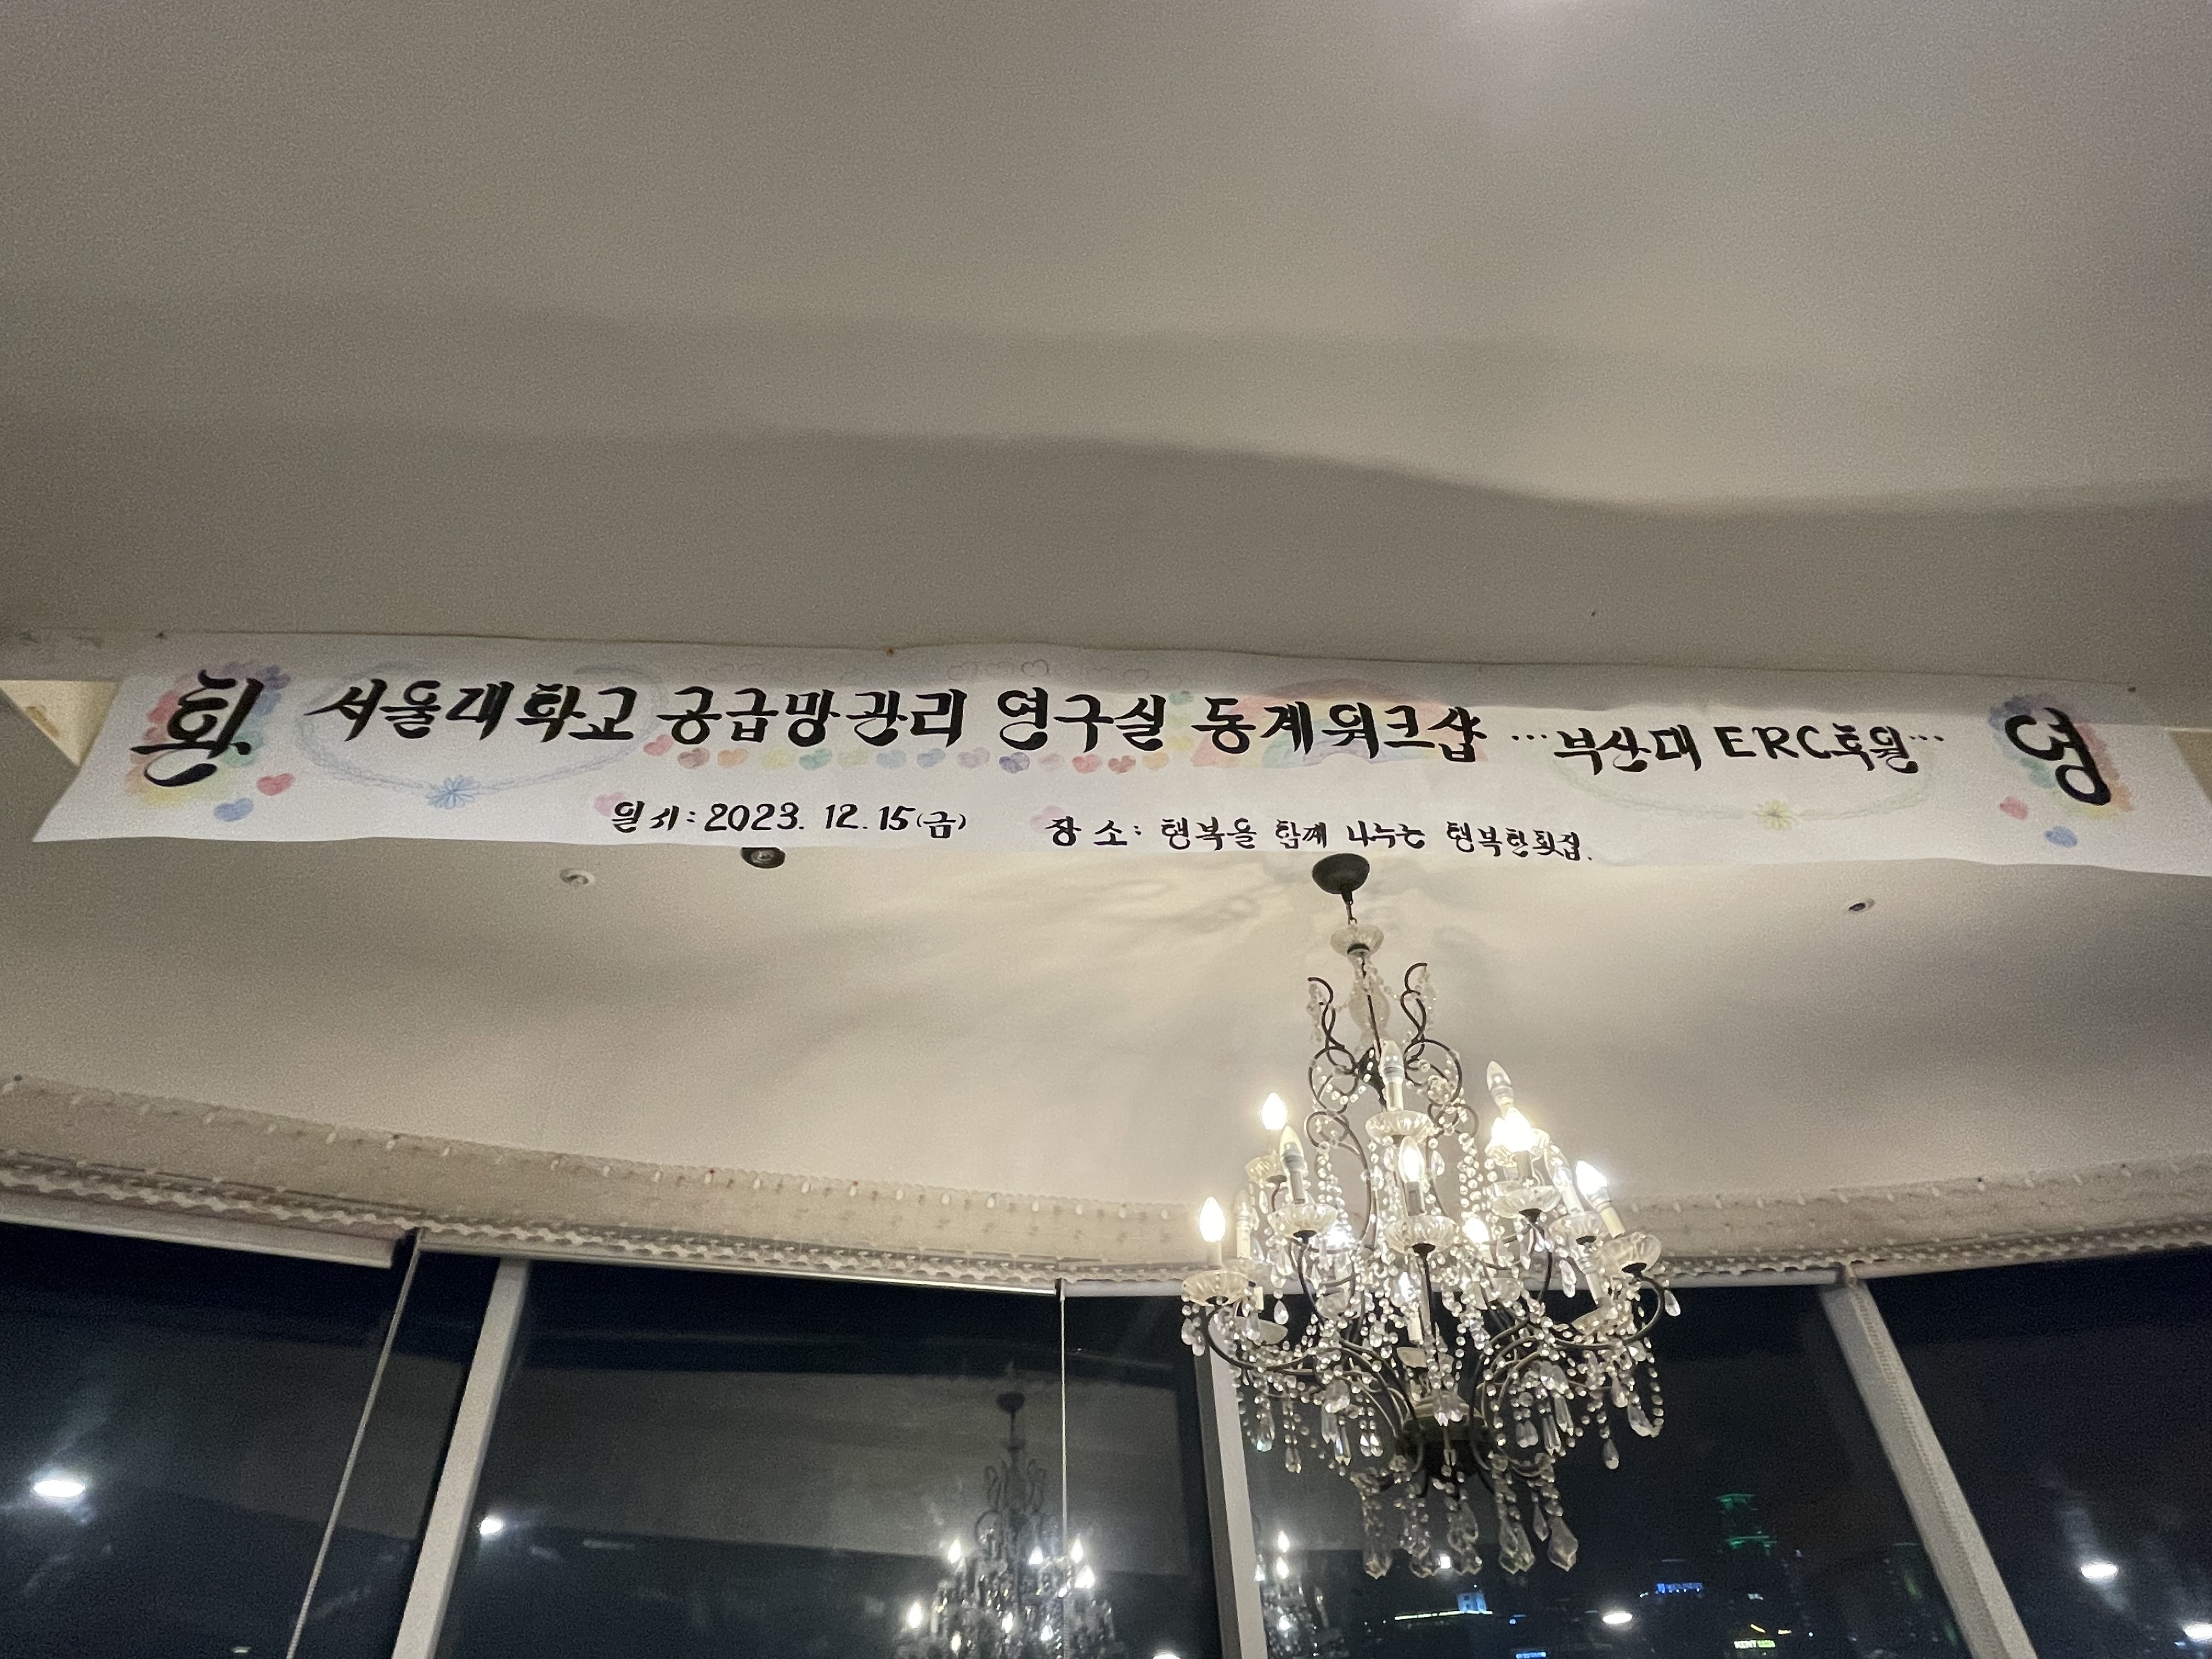 환 서울대학교 공급망관리 연구실 동계워크샵 ···부산대 ERC후원··· 영
일시: 2023. 12. 15(금) 장소: 행복을 함께 나누는 행복한횟집.